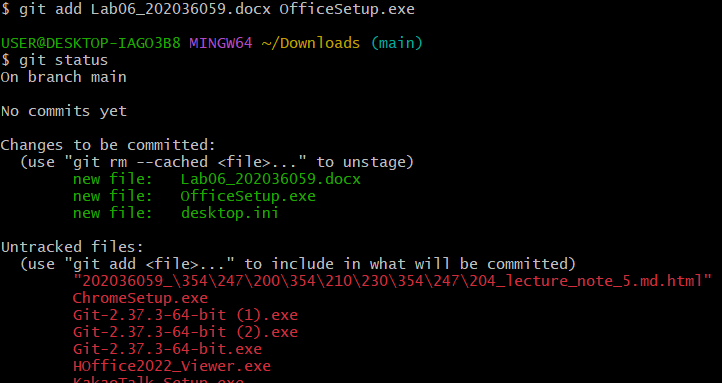 $ git add Lab06_202036059.docx OfficeSetup.exe
USER@DESKTOP-IAGO3B8 MINGW64 ~/Downloads (main)
$ git status
On branch main
No commits yet
Changes to be committed:
(use "git rm --cached <file>..." to unstage)
new file:   Lab06_202036059.docx
new file:   OfficeSetup.exe
new file:   desktop.ini
Untracked files:
(use "git add <file>..." to include in what will be committed)
"202036059_\354\247\200\354\210\230\354\247\204_lecture_note_5.md.html"
ChromeSetup.exe
Git-2.37.3-64-bit (1).exe
Git-2.37.3-64-bit (2).exe
Git-2.37.3-64-bit.exe
HOffice2022_Viewer.exe
KakaoTalk_Setup.exe